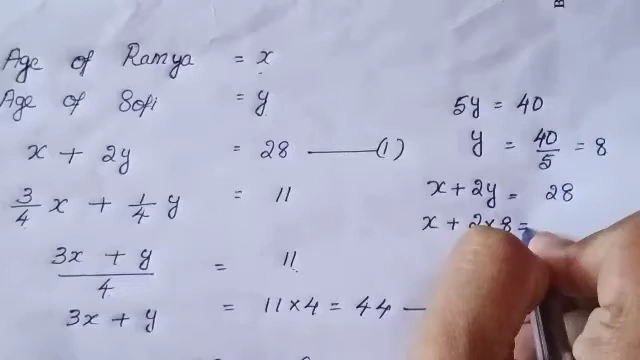 Age of Ramya = x
Age of Sofi = y
x + 2y = 28 ——(1)
3/4 x + 1/4 y = 11
3x + y / 4 = 11
3x + y = 11 × 4 = 44 —
5y = 40
y = 40/5 = 8
x + 2y = 28
x + 2 × 8 =